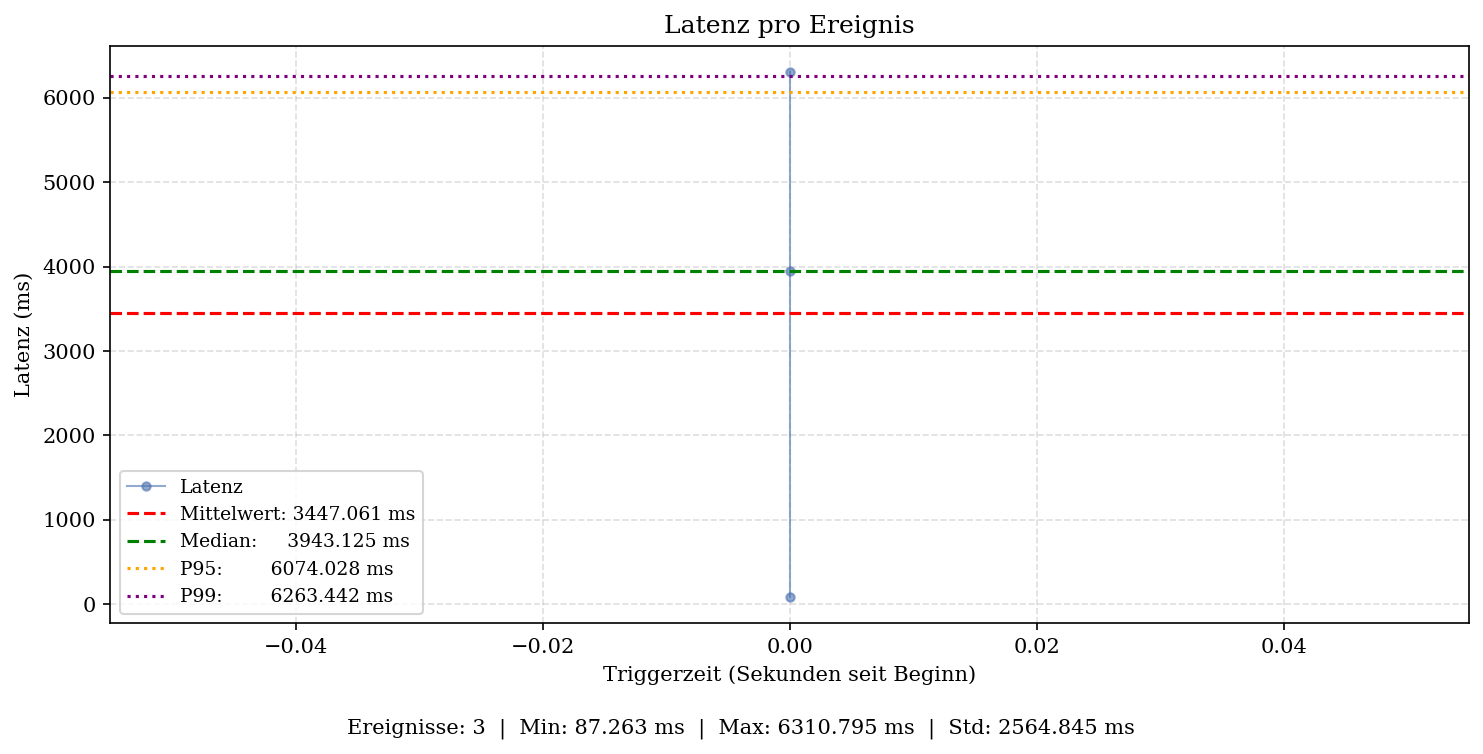 Latenz pro Ereignis
Latenz (ms)
6000
5000
4000
3000
2000
1000
0
Latenz
Mittelwert: 3447.061 ms
Median: 3943.125 ms
P95: 6074.028 ms
P99: 6263.442 ms
−0.04 −0.02 0.00 0.02 0.04
Triggerzeit (Sekunden seit Beginn)
Ereignisse: 3 | Min: 87.263 ms | Max: 6310.795 ms | Std: 2564.845 ms